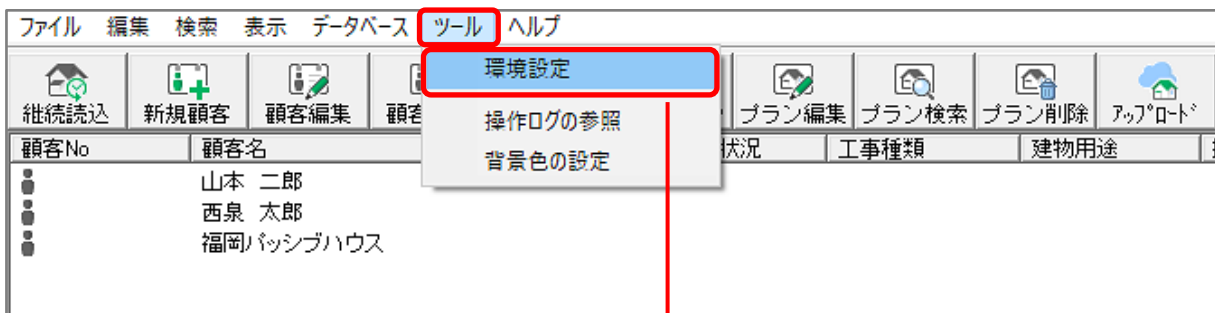 ファイル 編集 検索 表示 データベース ツール ヘルプ
環境設定
操作ログの参照
背景色の設定
継続読込 新規顧客 顧客編集 顧客 プラン編集 プラン検索 プラン削除 アップロード
顧客No 顧客名 状況 工事種類 建物用途
山本 二郎
西泉 太郎
福岡パッシブハウス